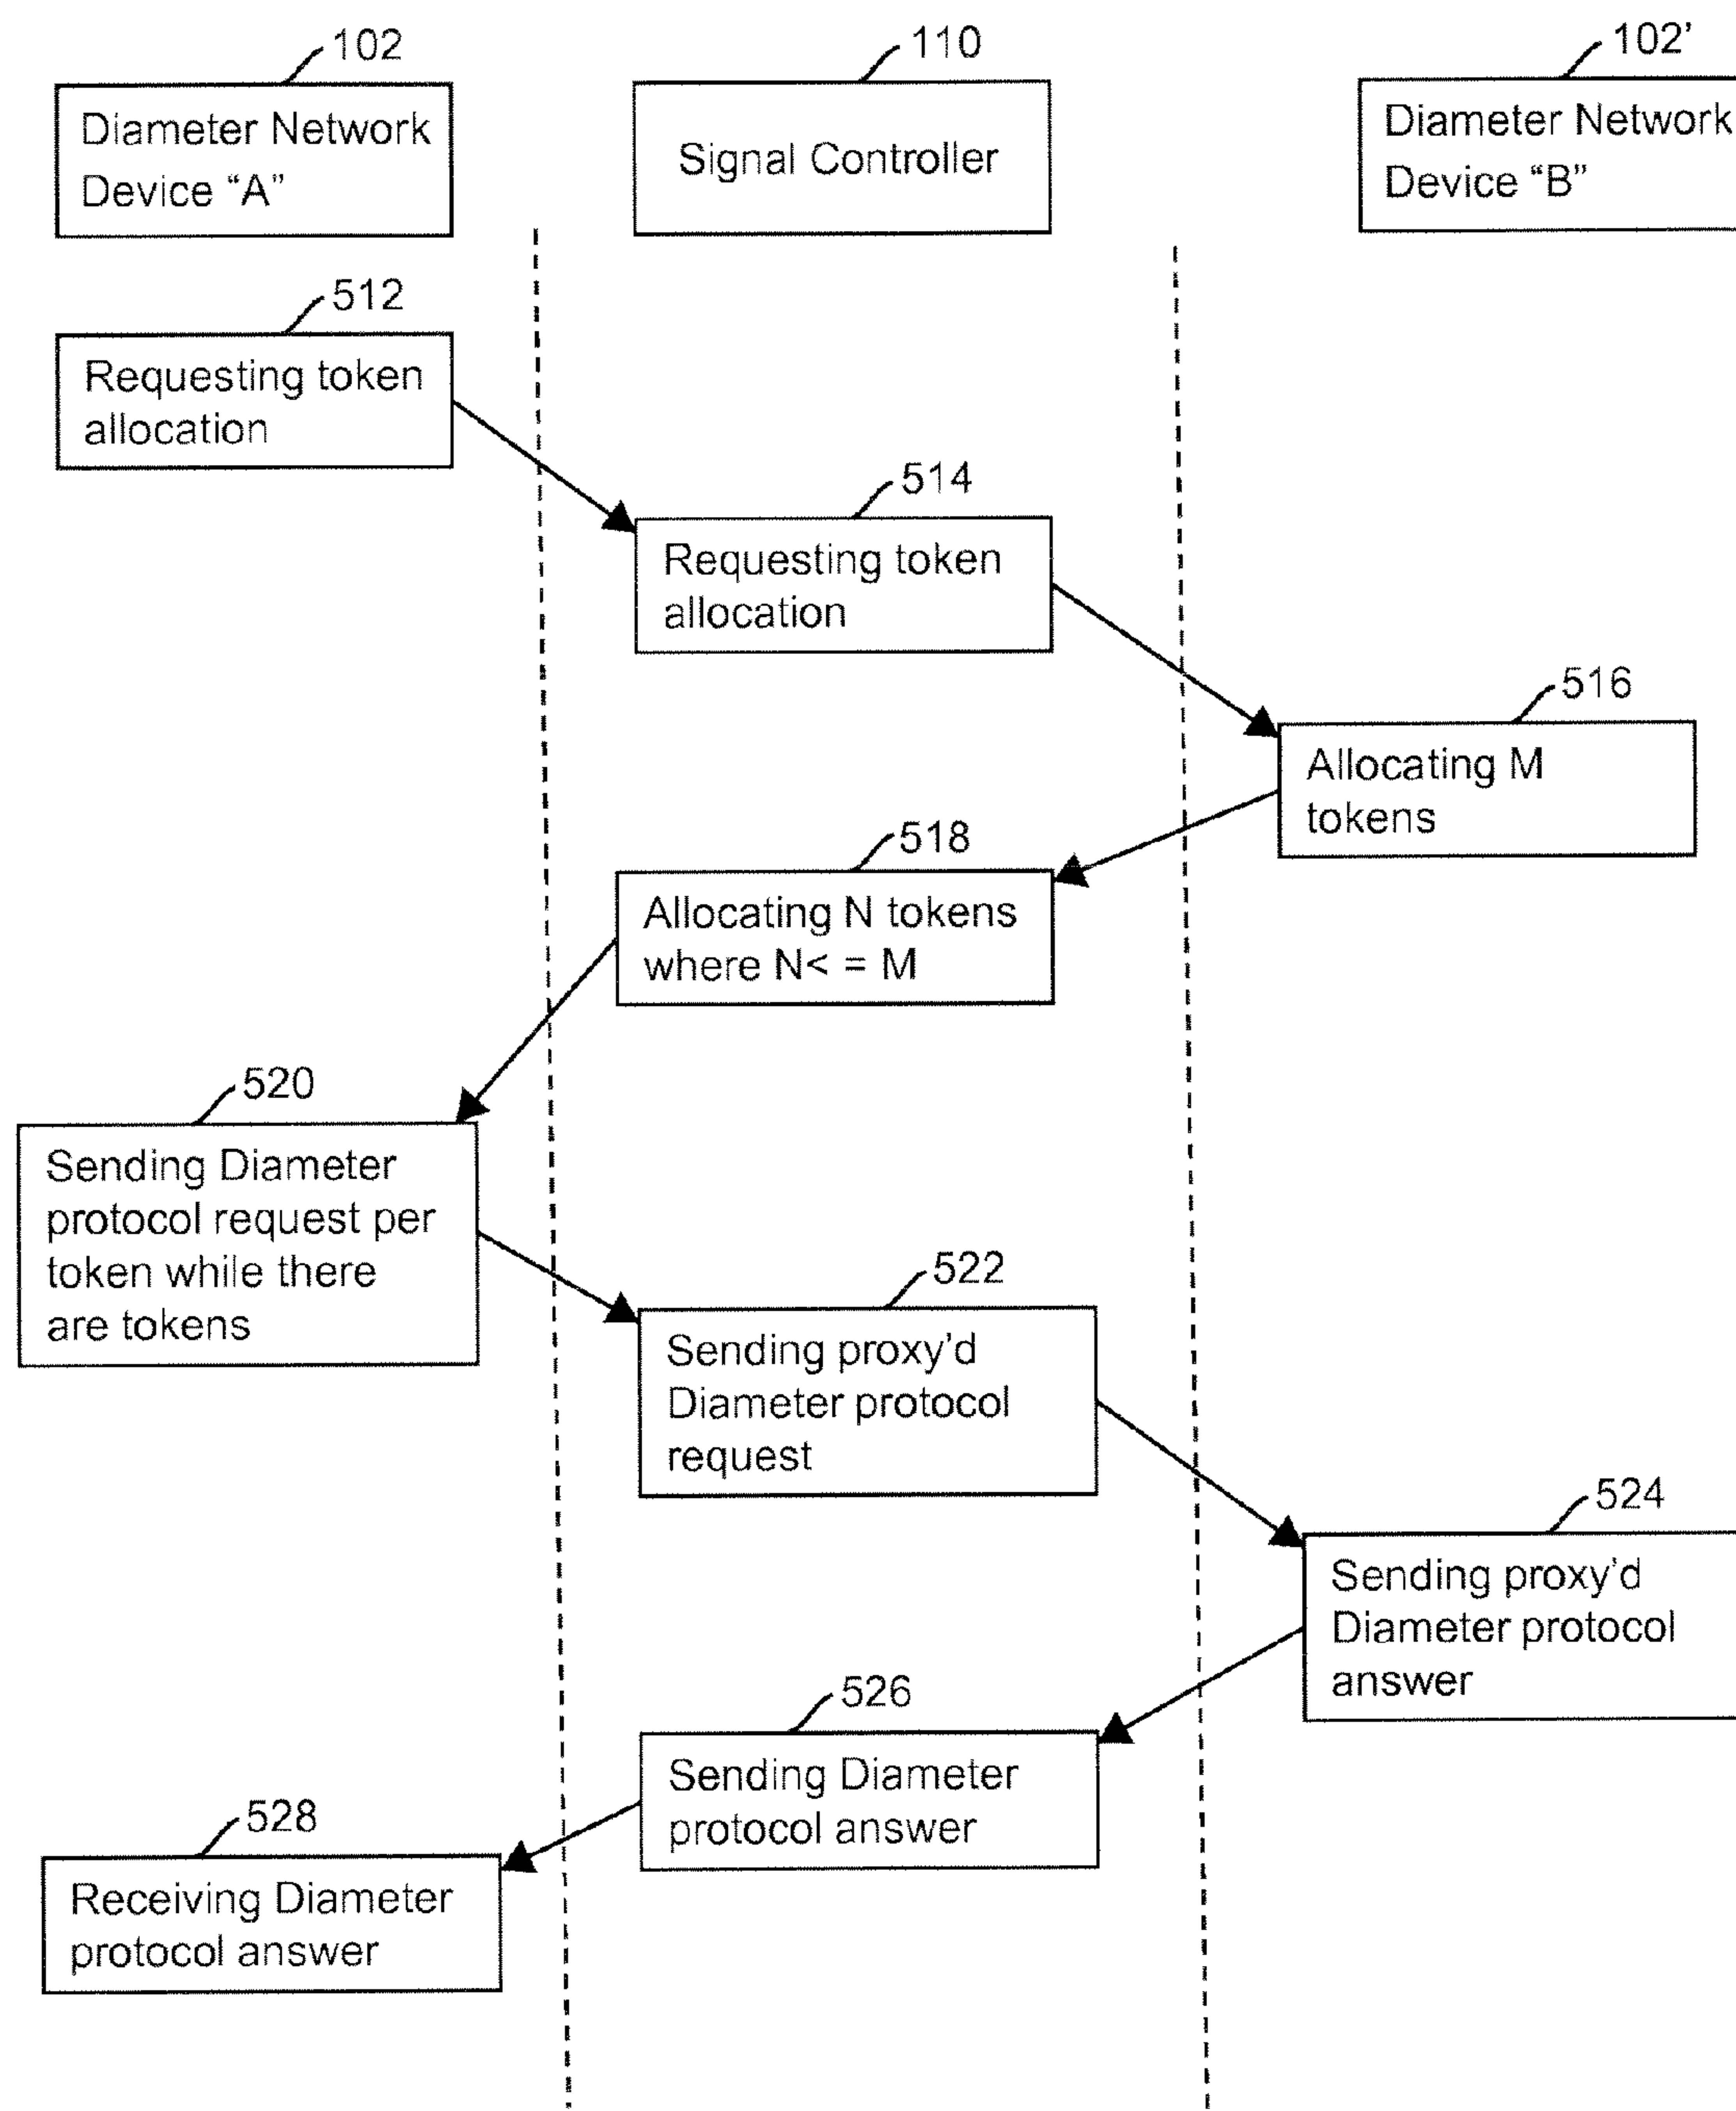 102
110
102’
Diameter Network
Device “A”
Signal Controller
Diameter Network
Device “B”
512
Requesting token
allocation
514
Requesting token
allocation
516
Allocating M
tokens
518
Allocating N tokens
where N< = M
520
Sending Diameter
protocol request per
token while there
are tokens
522
Sending proxy’d
Diameter protocol
request
524
Sending proxy’d
Diameter protocol
answer
526
Sending Diameter
protocol answer
528
Receiving Diameter
protocol answer